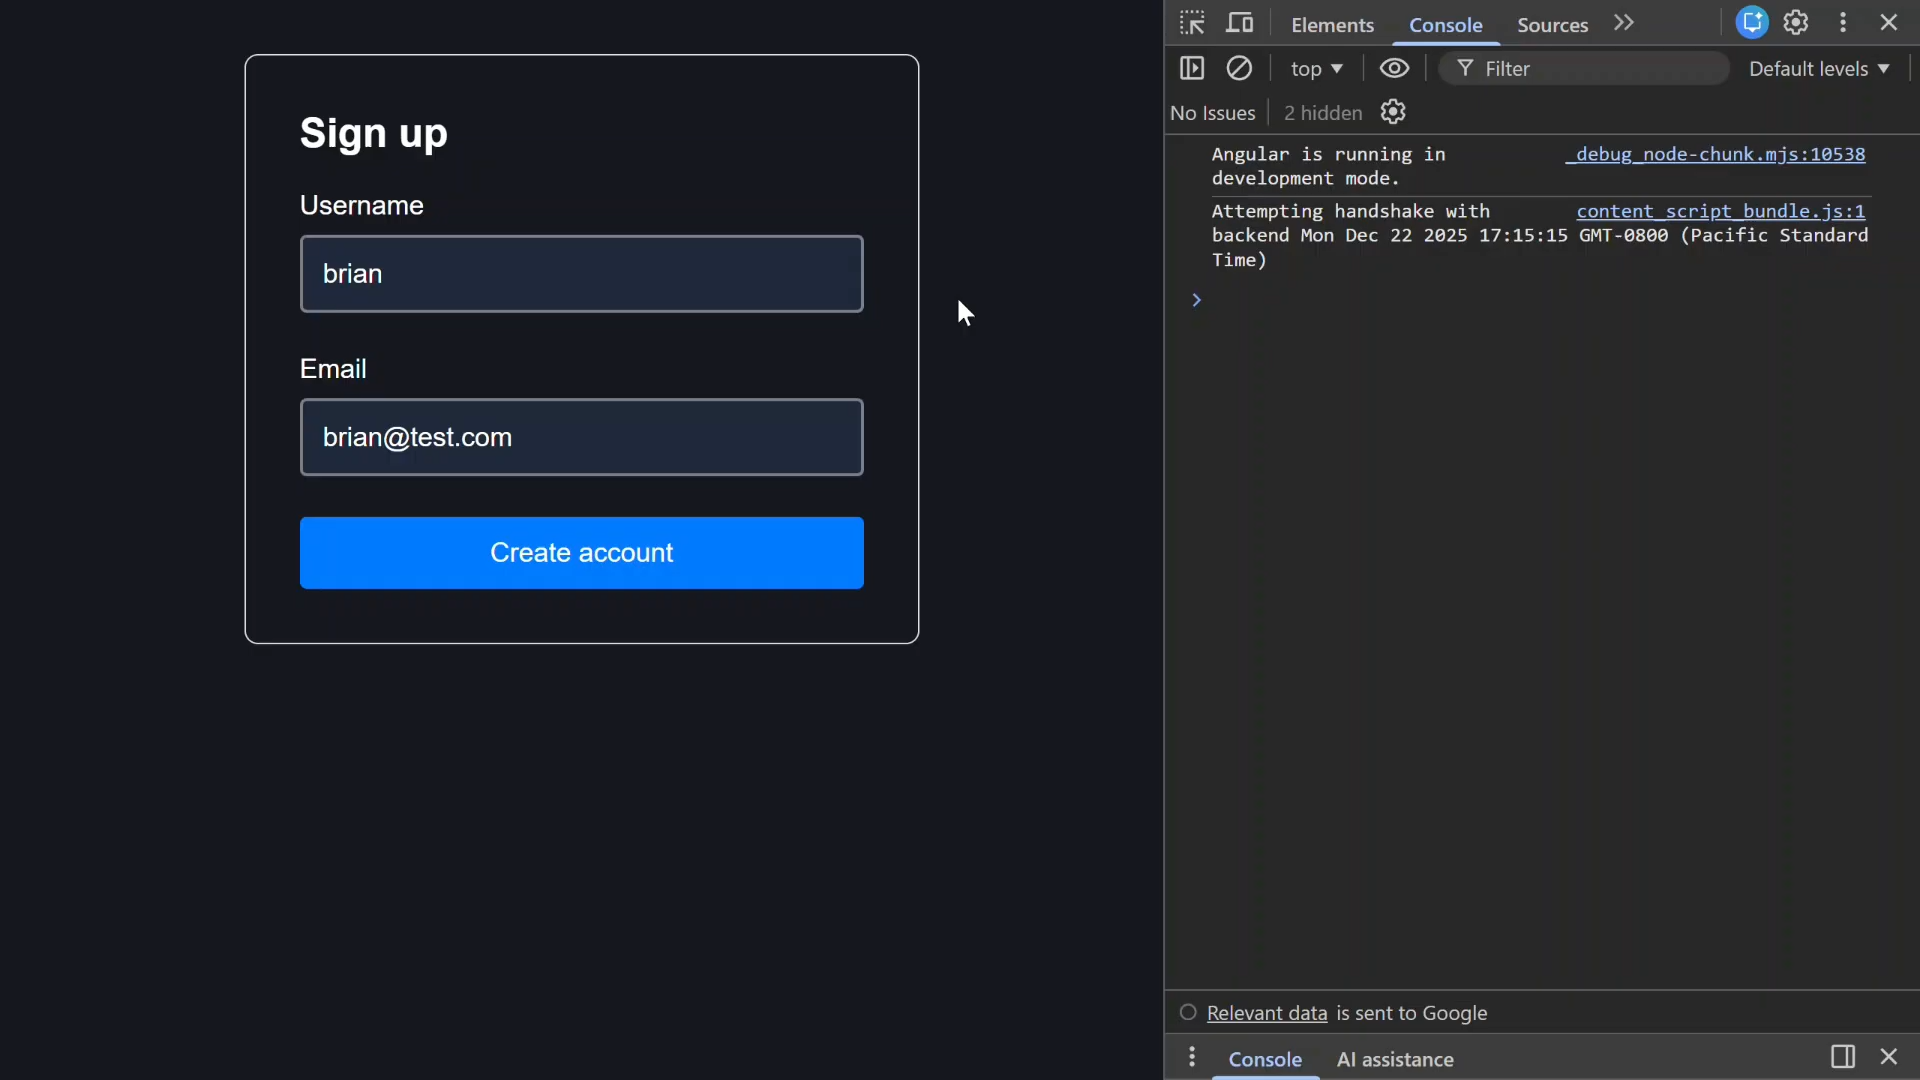 Sign up
Username
brian
Email
brian@test.com
Create account
Elements
Console
Sources
top
Filter
Default levels
No Issues
2 hidden
Angular is running in _debug_node-chunk.mjs:10538
development mode.
Attempting handshake with content_script_bundle.js:1
backend Mon Dec 22 2025 17:15:15 GMT-0800 (Pacific Standard
Time)
Relevant data is sent to Google
Console
AI assistance